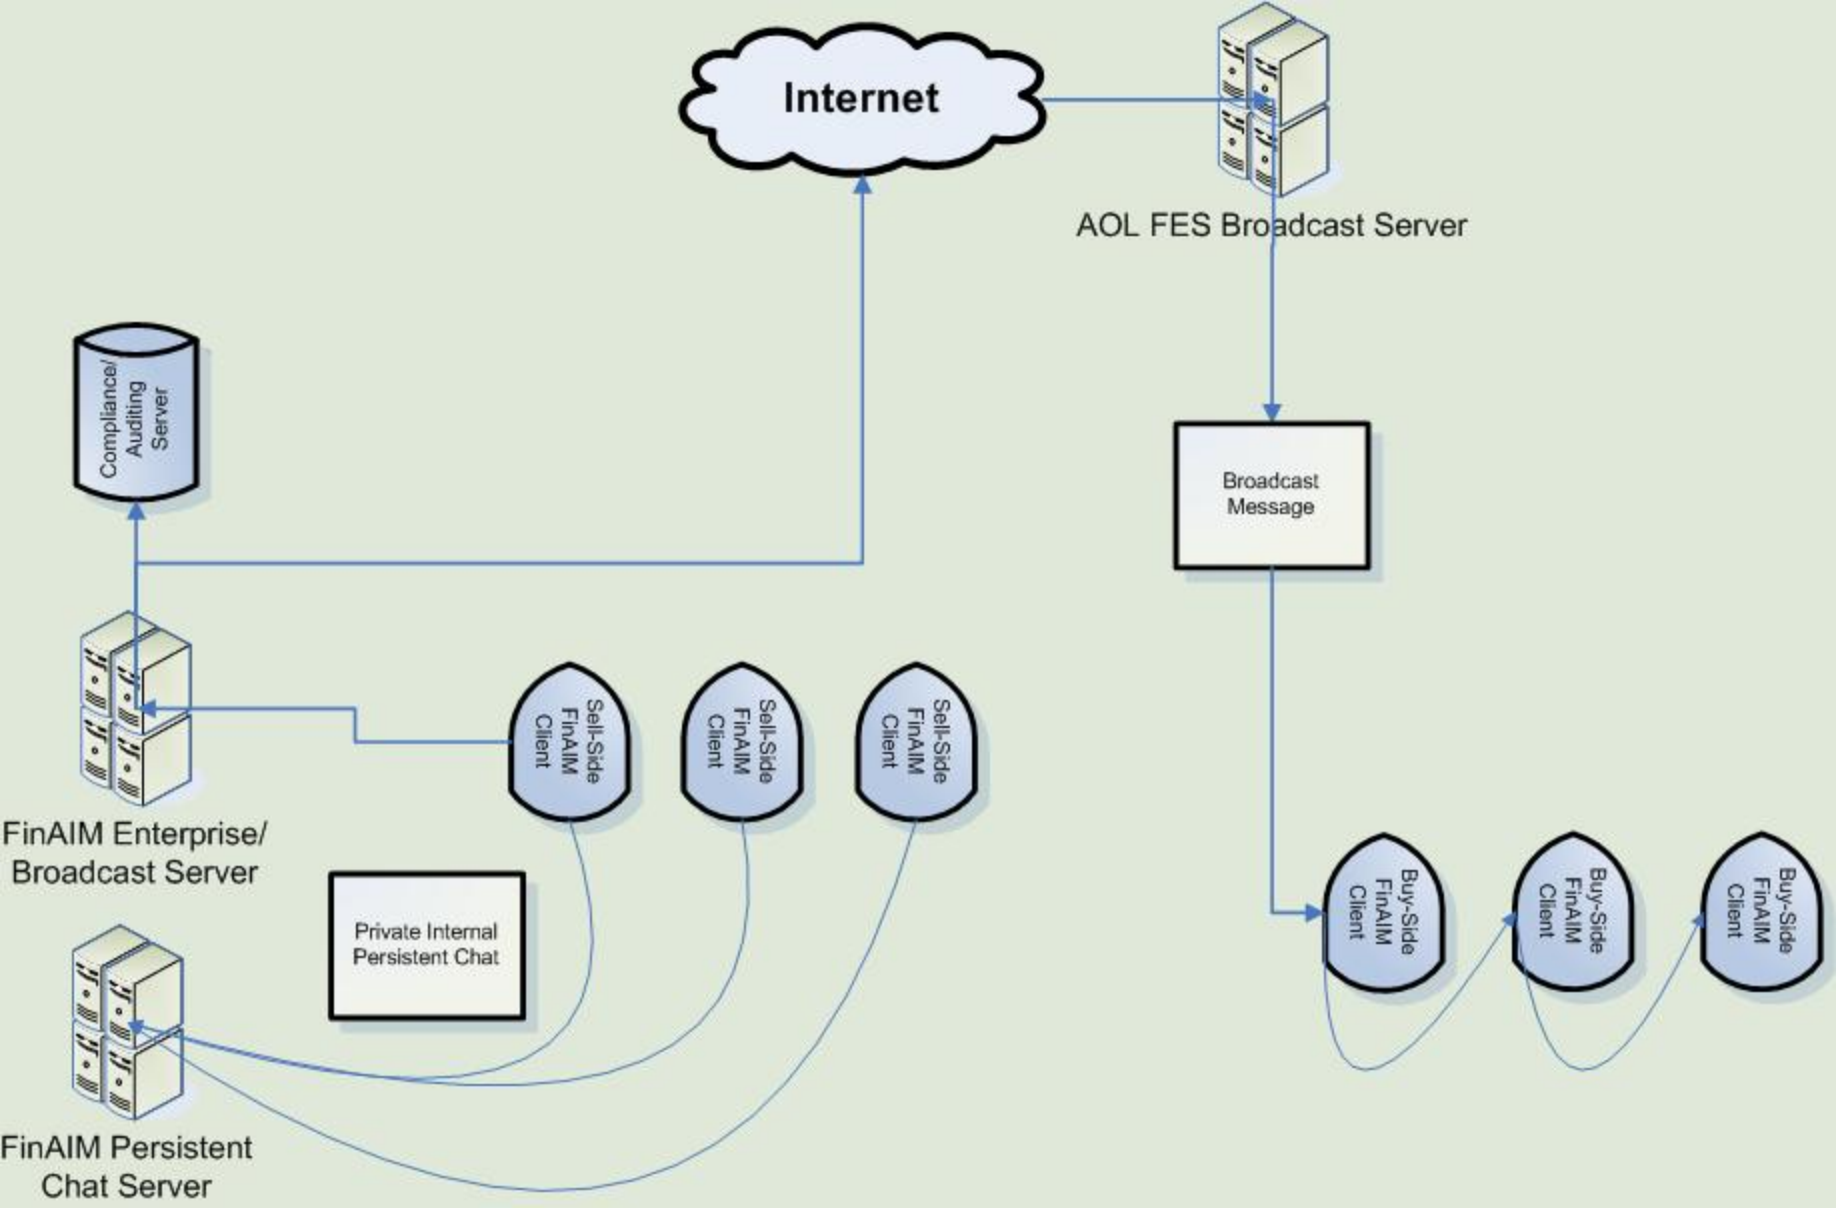 Internet
AOL FES Broadcast Server
Compliance/
Auditing
Server
Broadcast
Message
FinAIM Enterprise/
Broadcast Server
Sell-Side
FinAIM
Client
Sell-Side
FinAIM
Client
Sell-Side
FinAIM
Client
Private Internal
Persistent Chat
Buy-Side
FinAIM
Client
Buy-Side
FinAIM
Client
Buy-Side
FinAIM
Client
FinAIM Persistent
Chat Server